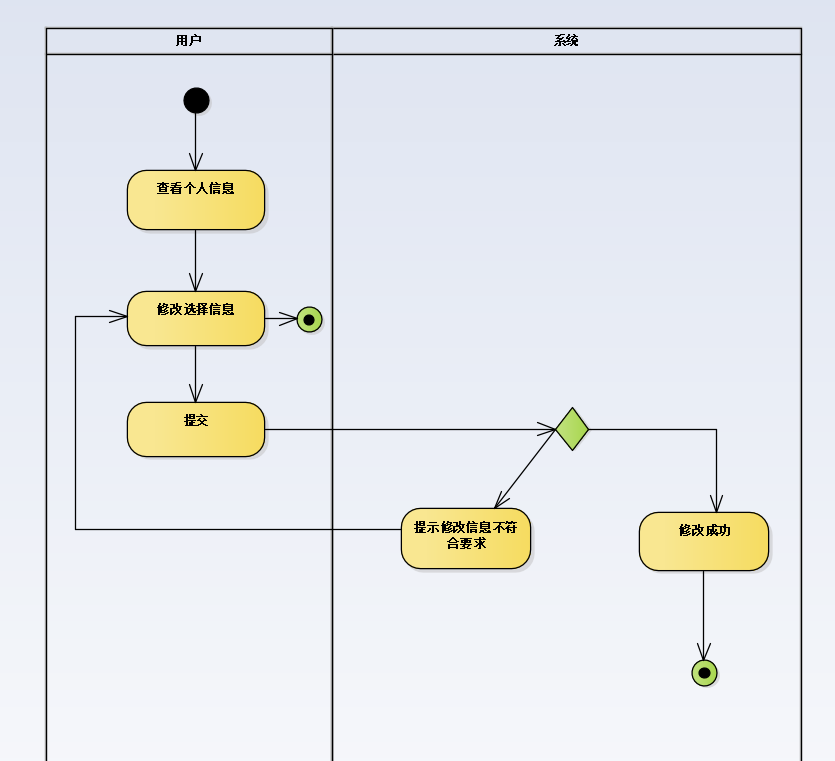 用户
系统
查看个人信息
修改选择信息
提交
提示修改信息不符
合要求
修改成功